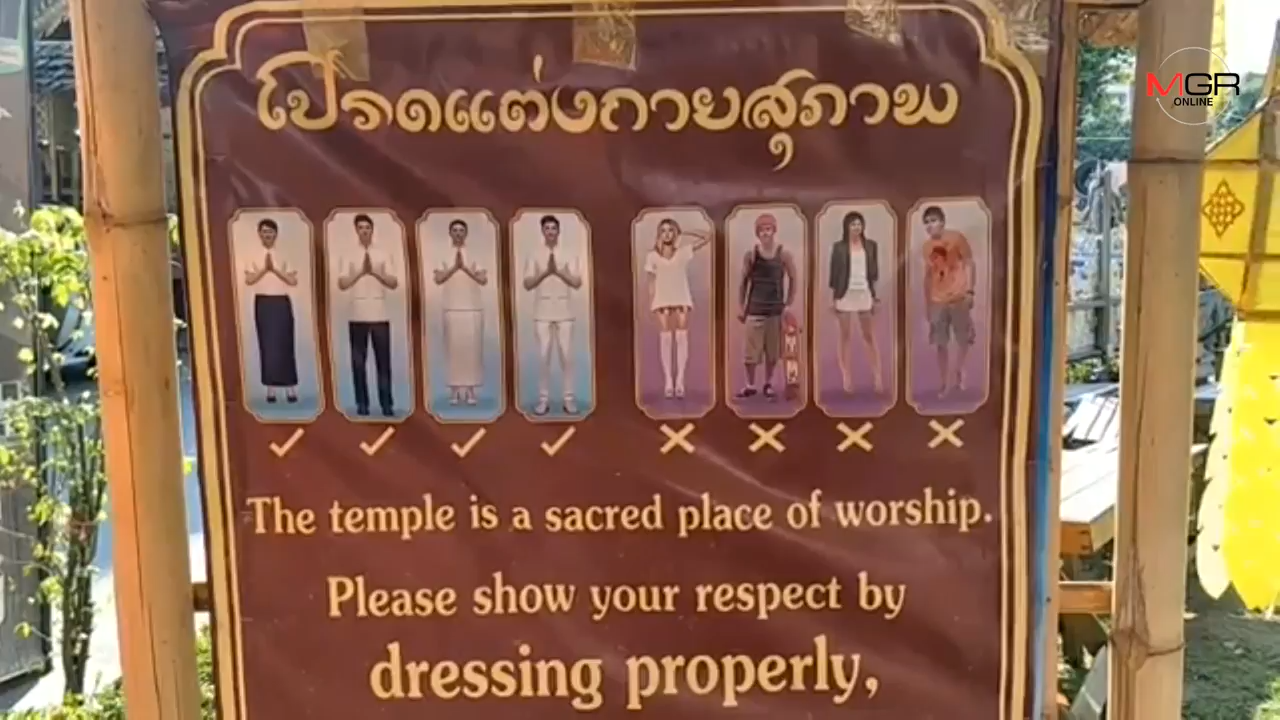 MGR
ONLINE
โปรดแต่งกายสุภาพ
The temple is a sacred place of worship.
Please show your respect by
dressing properly,